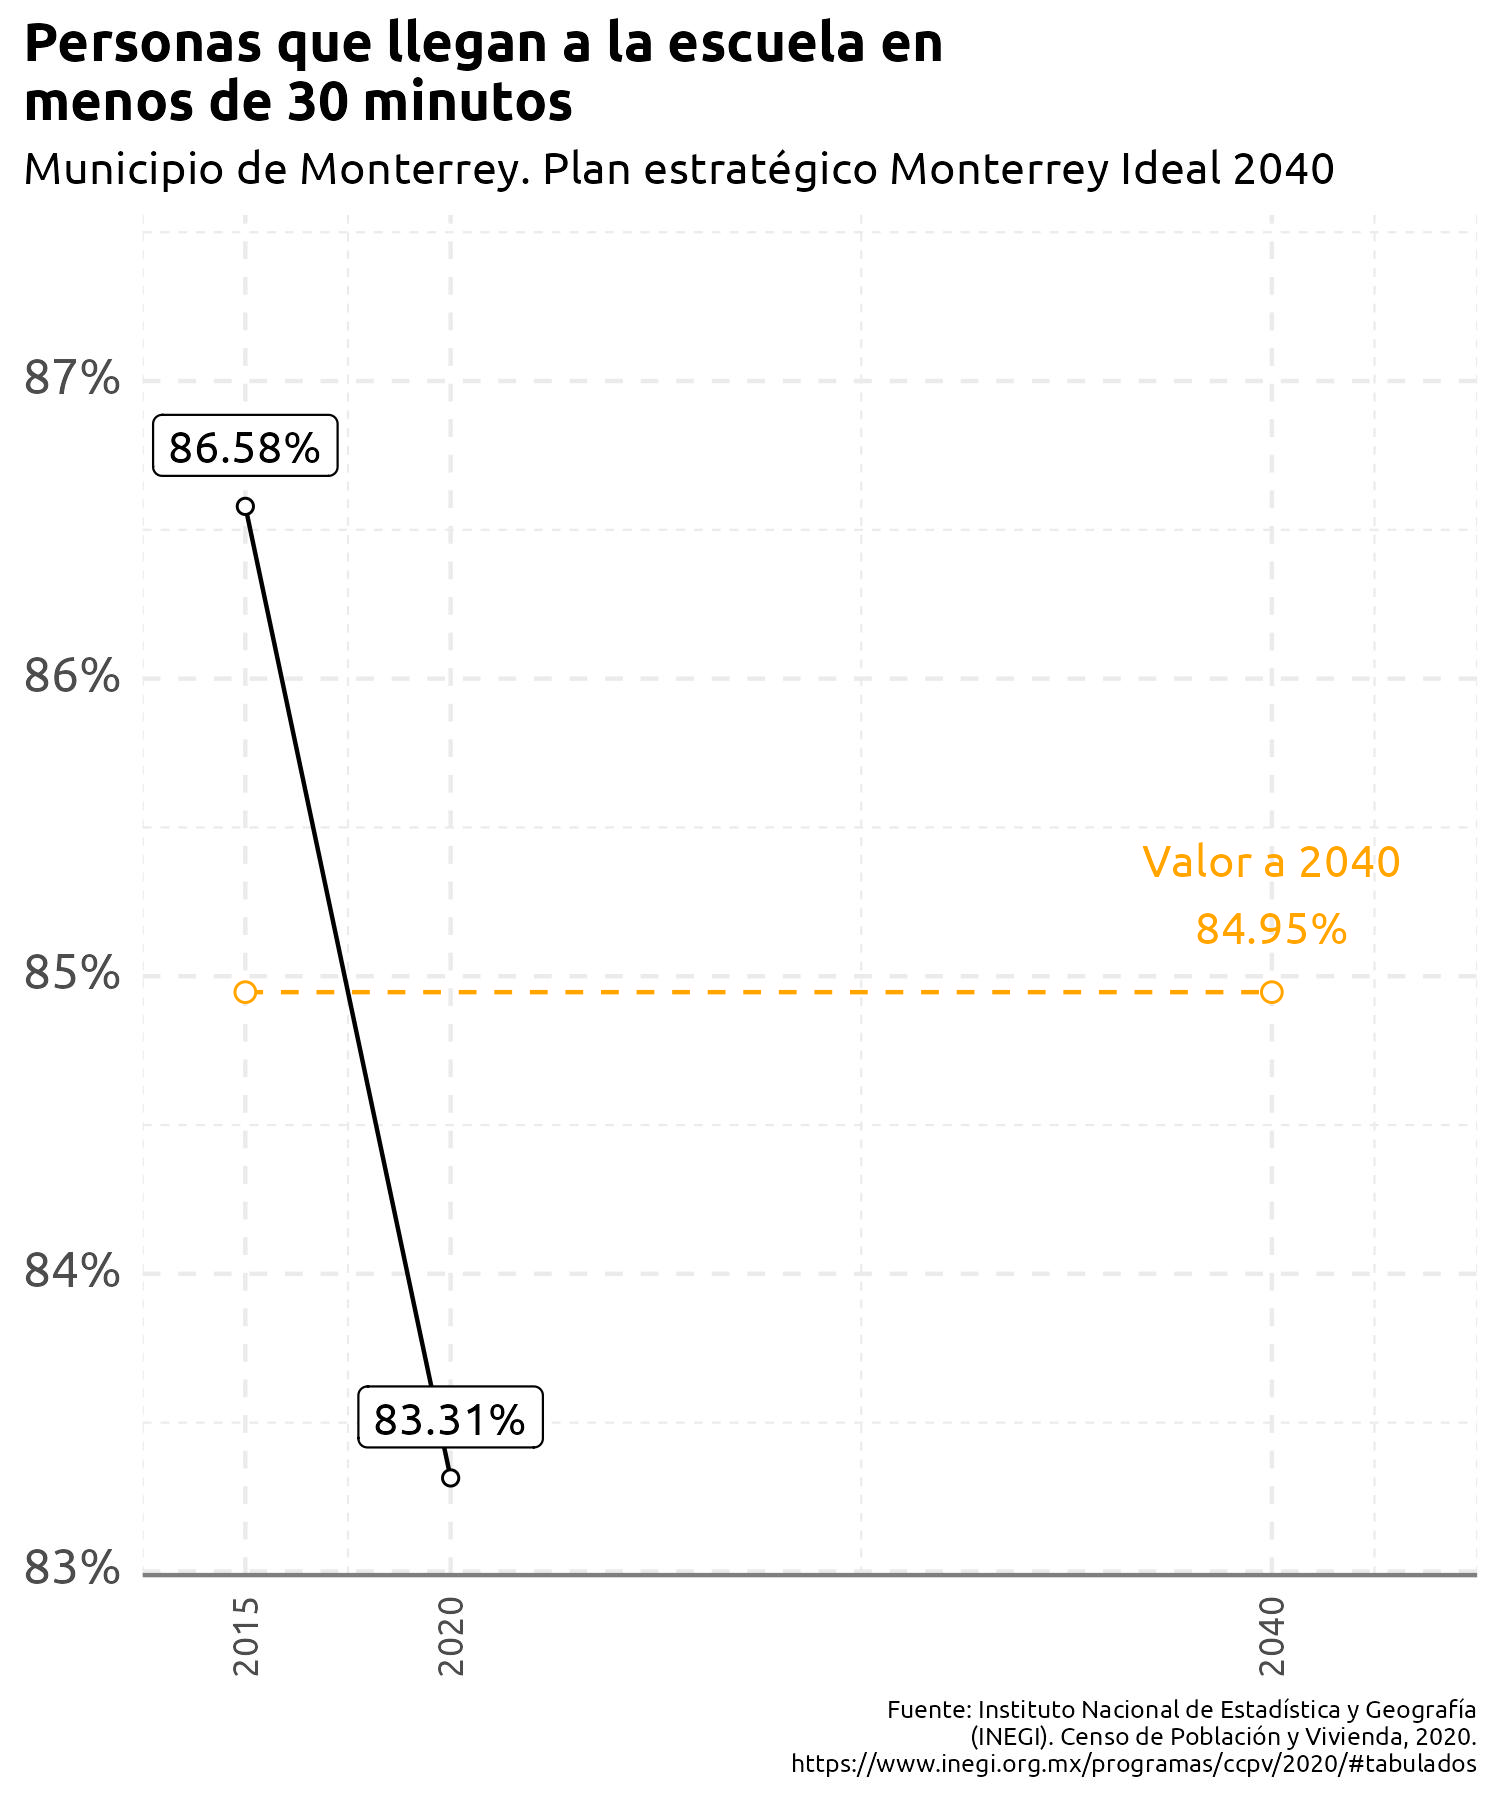 Personas que llegan a la escuela en
menos de 30 minutos
Municipio de Monterrey. Plan estratégico Monterrey Ideal 2040
87%
86.58%
86%
Valor a 2040
84.95%
85%
84%
83.31%
83%
2015
2020
2040
Fuente: Instituto Nacional de Estadística y Geografía
(INEGI). Censo de Población y Vivienda, 2020.
https://www.inegi.org.mx/programas/ccpv/2020/#tabulados